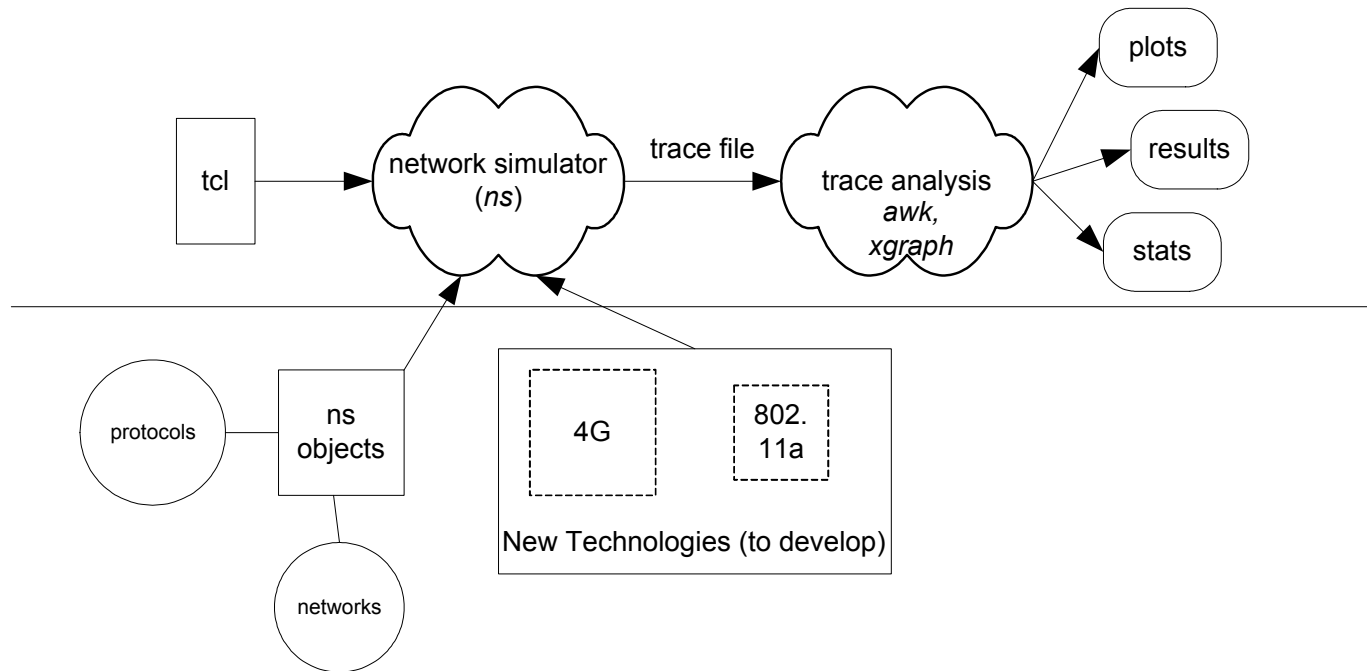 plots
tcl
network simulator
(ns)
trace file
trace analysis
awk,
xgraph
results
stats
protocols
ns
objects
networks
4G
802.
11a
New Technologies (to develop)